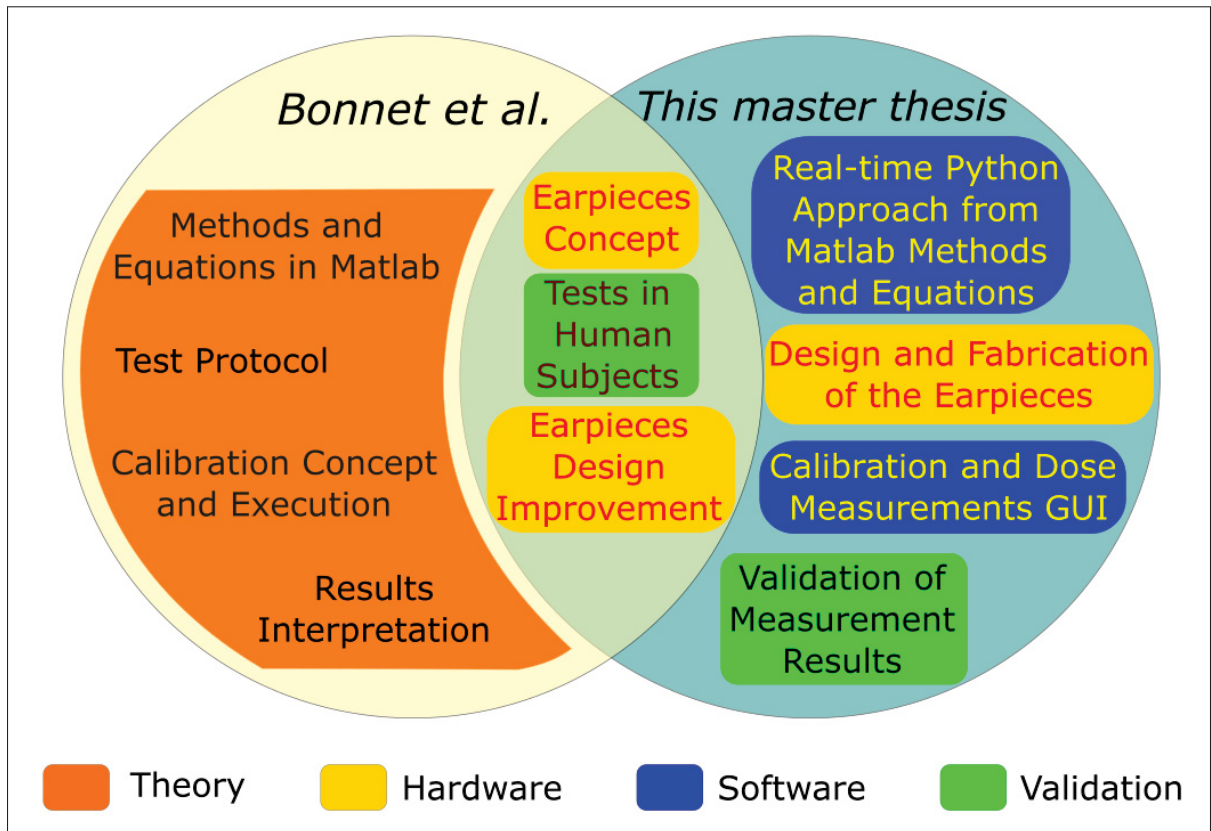 Bonnet et al.
This master thesis
Methods and
Equations in Matlab
Test Protocol
Calibration Concept
and Execution
Results
Interpretation
Earpieces
Concept
Tests in
Human
Subjects
Earpieces
Design
Improvement
Real-time Python
Approach from
Matlab Methods
and Equations
Design and Fabrication
of the Earpieces
Calibration and Dose
Measurements GUI
Validation of
Measurement
Results
Theory
Hardware
Software
Validation